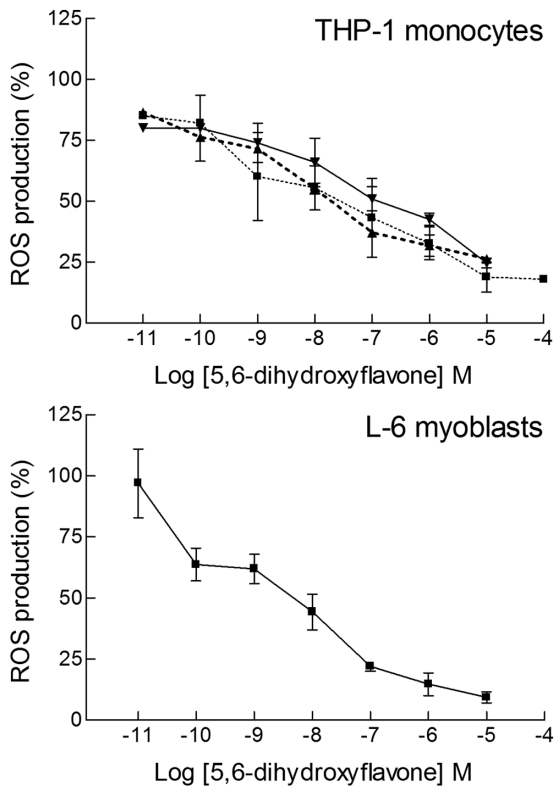 THP-1 monocytes
ROS production (%)
125
100
75
50
25
0
-11 -10 -9 -8 -7 -6 -5 -4
Log [5,6-dihydroxyflavone] M
L-6 myoblasts
ROS production (%)
125
100
75
50
25
0
-11 -10 -9 -8 -7 -6 -5 -4
Log [5,6-dihydroxyflavone] M